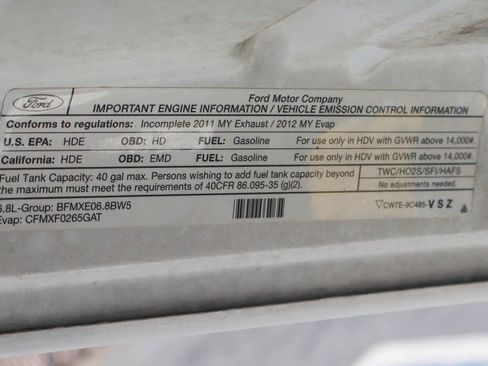 Ford
Ford Motor Company
IMPORTANT ENGINE INFORMATION / VEHICLE EMISSION CONTROL INFORMATION
Conforms to regulations: Incomplete 2011 MY Exhaust / 2012 MY Evap
U.S. EPA: HDE OBD: HD FUEL: Gasoline For use only in HDV with GVWR above 14,000#.
California: HDE OBD: EMD FUEL: Gasoline For use only in HDV with GVWR above 14,000#.
Fuel Tank Capacity: 40 gal max. Persons wishing to add fuel tank capacity beyond
the maximum must meet the requirements of 40CFR 86.095-35 (g)(2).
TWC/HO2S/SFI/HAFS
No adjustments needed.
6.8L-Group: BFMXE06.8BW5
Evap: CFMXF0265GAT
▽CW7E-9C485-VSZ